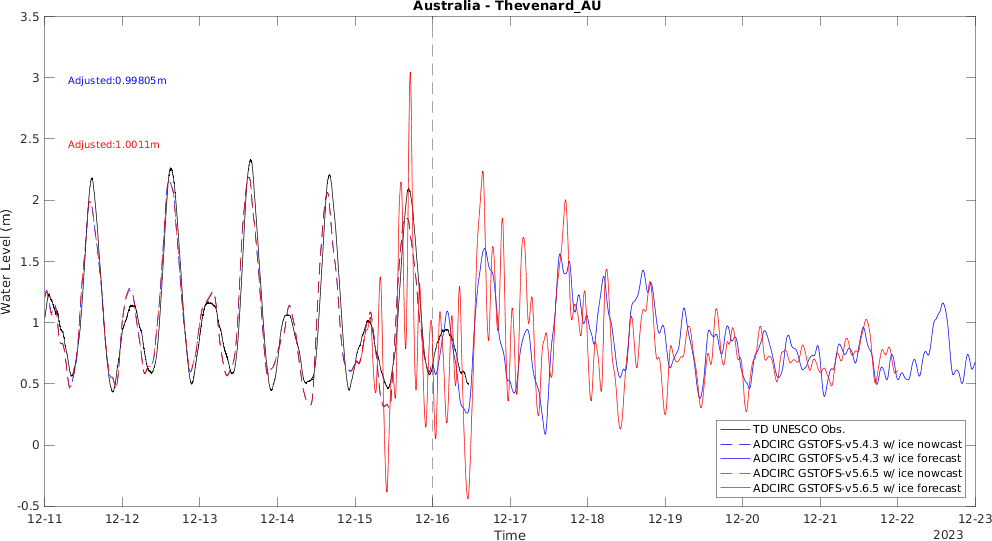 Australia - Thevenard_AU
3.5
3
2.5
2
1.5
1
0.5
0
-0.5
Water Level (m)
Adjusted:0.99805m
Adjusted:1.0011m
TD UNESCO Obs.
ADCIRC GSTOFS-v5.4.3 w/ ice nowcast
ADCIRC GSTOFS-v5.4.3 w/ ice forecast
ADCIRC GSTOFS-v5.6.5 w/ ice nowcast
ADCIRC GSTOFS-v5.6.5 w/ ice forecast
12-11 12-12 12-13 12-14 12-15 12-16 12-17 12-18 12-19 12-20 12-21 12-22 12-23
Time
2023